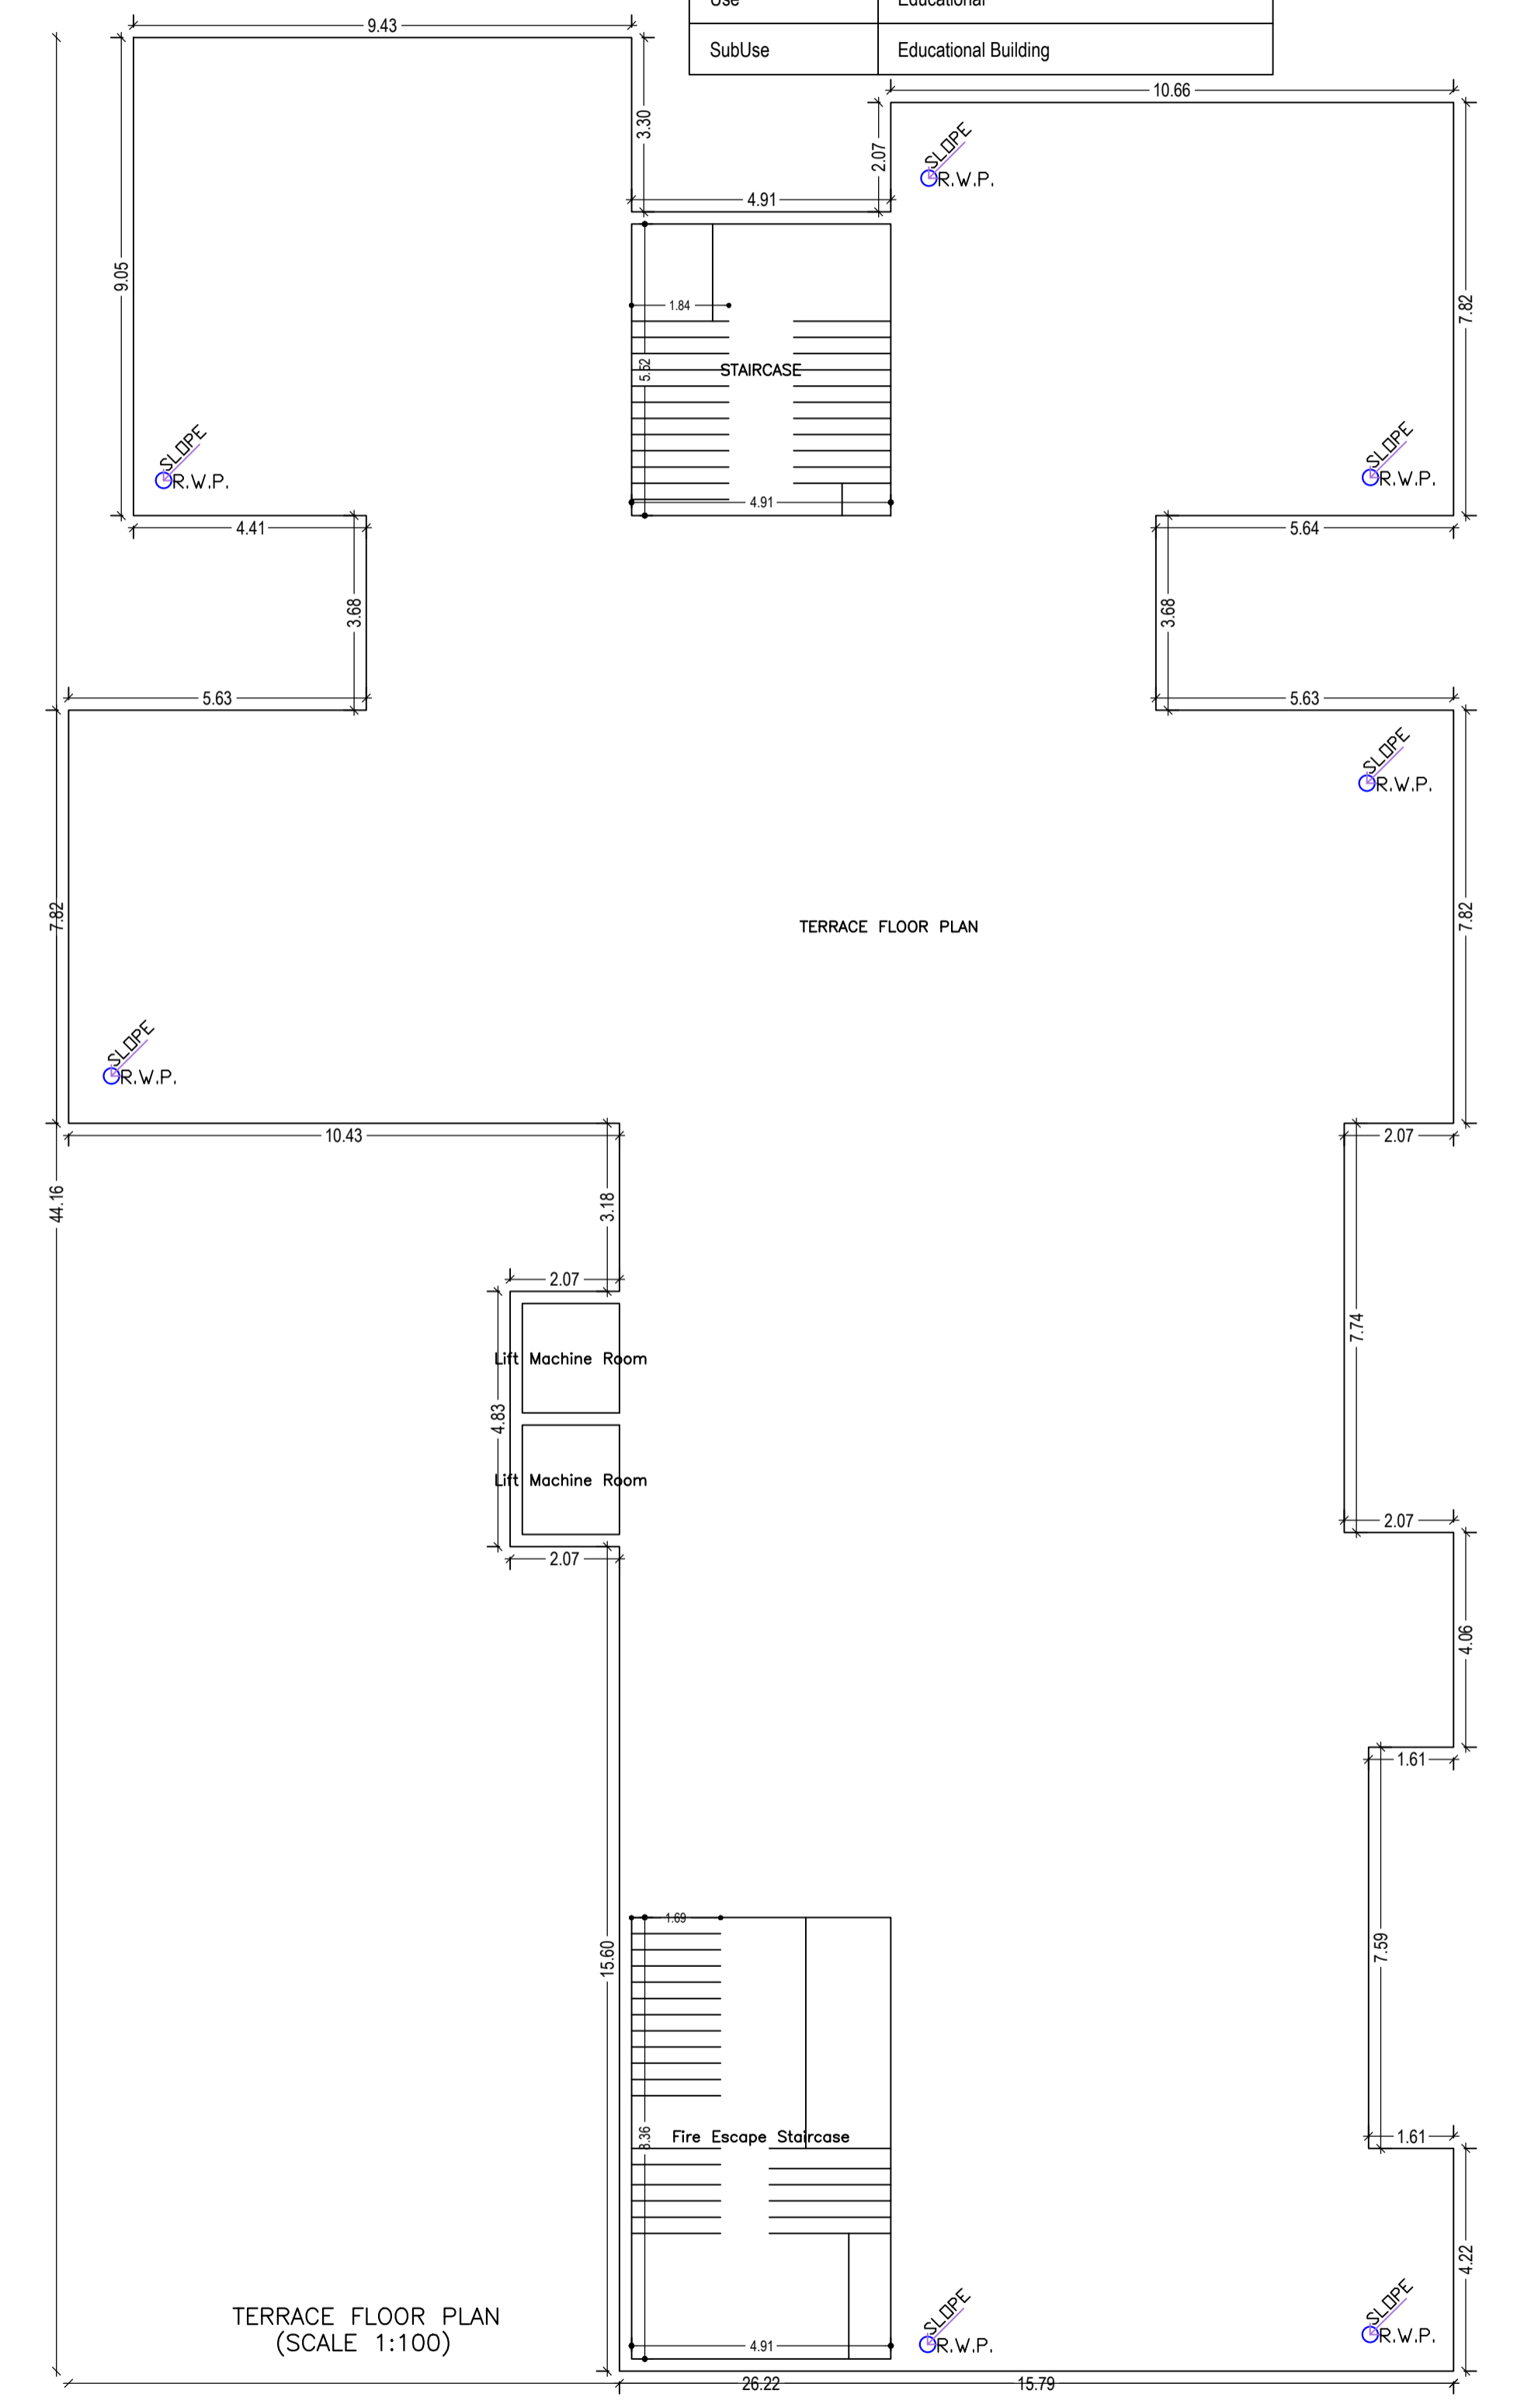 Use Educational
SubUse Educational Building
9.43
10.66
3.30
2.07
4.91
SLOPE
R.W.P.
9.05
7.82
1.84
5.62
STAIRCASE
SLOPE
R.W.P.
SLOPE
R.W.P.
4.91
4.41
5.64
3.68
3.68
5.63
5.63
SLOPE
R.W.P.
7.82
7.82
TERRACE FLOOR PLAN
SLOPE
R.W.P.
10.43
2.07
44.16
3.18
2.07
7.74
Lift Machine Room
4.83
Lift Machine Room
2.07
2.07
4.06
1.61
1.69
15.60
7.59
8.36
Fire Escape Staircase
1.61
4.22
SLOPE
R.W.P.
SLOPE
R.W.P.
TERRACE FLOOR PLAN
(SCALE 1:100)
4.91
26.22
15.79